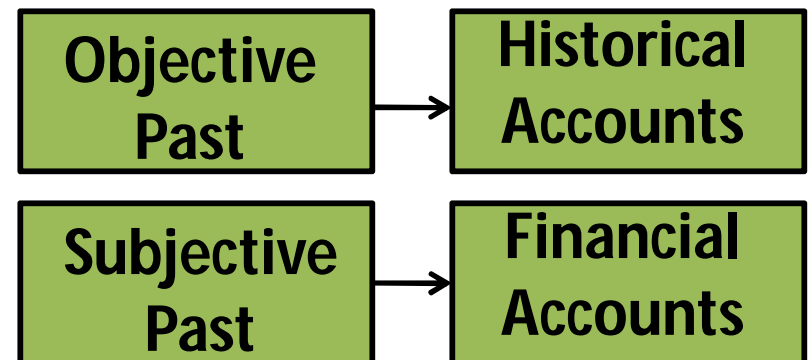 Objective
Past
Historical
Accounts
Subjective
Past
Financial
Accounts